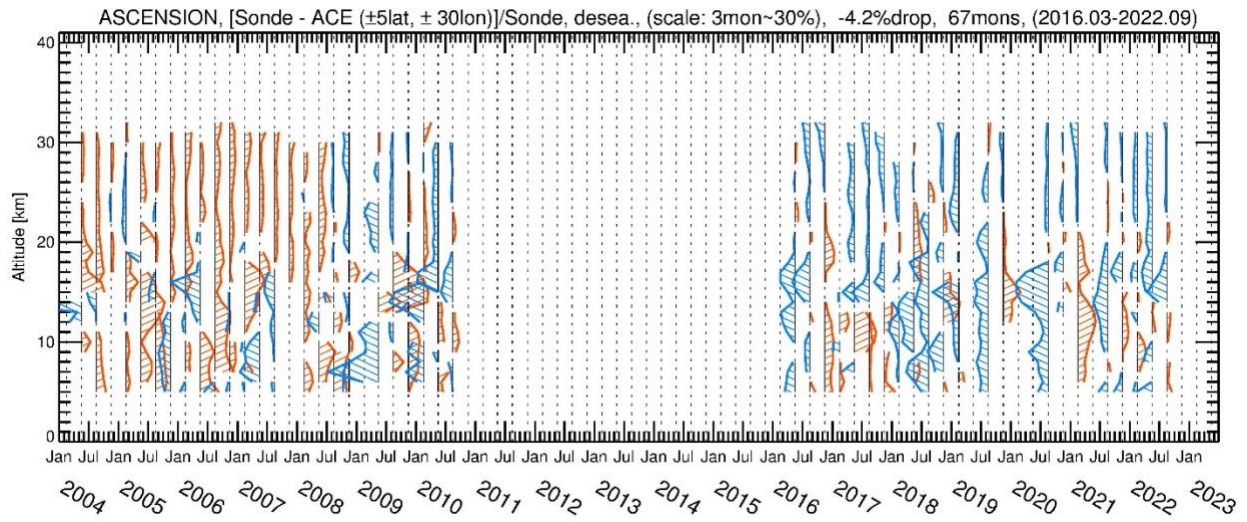 ASCENSION, [Sonde - ACE (±5lat, ± 30lon)]/Sonde, desea., (scale: 3mon~30%), -4.2%drop, 67mons, (2016.03-2022.09)
40
30
20
10
0
Altitude [km]
Jan Jul Jan Jul Jan Jul Jan Jul Jan Jul Jan Jul Jan Jul Jan Jul Jan Jul Jan Jul Jan Jul Jan Jul Jan Jul Jan Jul Jan Jul Jan Jul Jan Jul Jan Jul Jan Jul Jan
2004 2005 2006 2007 2008 2009 2010 2011 2012 2013 2014 2015 2016 2017 2018 2019 2020 2021 2022 2023